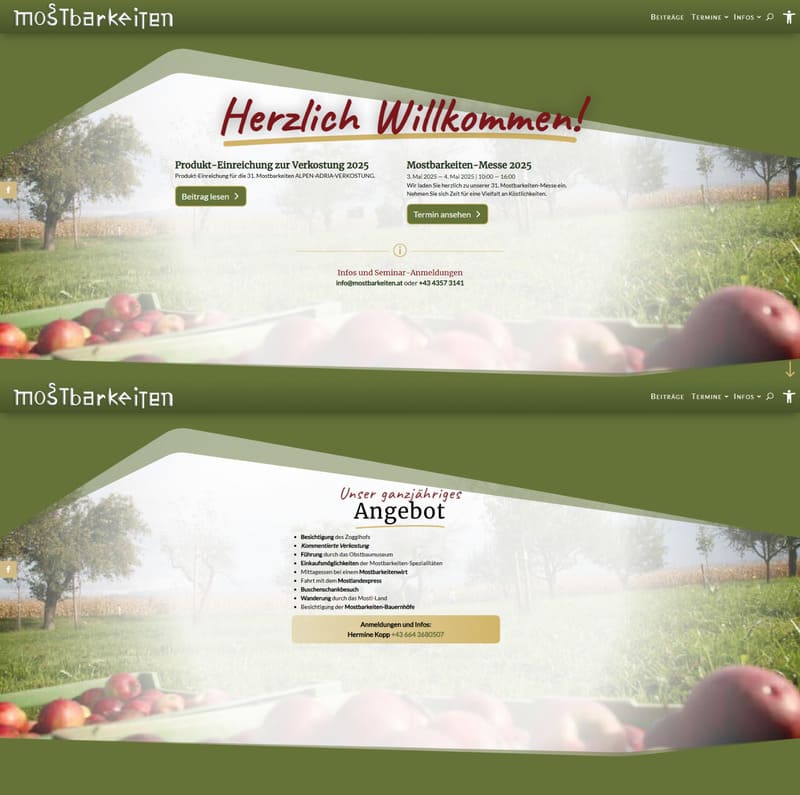 mostbarkeiten
Beiträge Termine Infos
Herzlich Willkommen!
Produkt-Einreichung zur Verkostung 2025
Produkt-Einreichung für die 31. Mostbarkeiten ALPEN-ADRIA-VERKOSTUNG.
Beitrag lesen
Mostbarkeiten-Messe 2025
3. Mai 2025 – 4. Mai 2025 | 10:00 – 16:00
Wir laden Sie herzlich zu unserer 31. Mostbarkeiten-Messe ein.
Nehmen Sie sich Zeit für eine Vielfalt an Köstlichkeiten.
Termin ansehen
Infos und Seminar-Anmeldungen
info@mostbarkeiten.at oder +43 4357 3141
mostbarkeiten
Beiträge Termine Infos
Unser ganzjähriges
Angebot
Besichtigung des Zogglhofs
Kommentierte Verkostung
Führung durch das Obstbaumuseum
Einkaufsmöglichkeiten der Mostbarkeiten-Spezialitäten
Mittagessen bei einem Mostbarkeitenwirt
Fahrt mit dem Mostlandexpress
Buschenschankbesuch
Wanderung durch das Mosti-Land
Besichtigung der Mostbarkeiten-Bauernhöfe
Anmeldungen und Infos:
Hermine Kopp +43 664 3680507